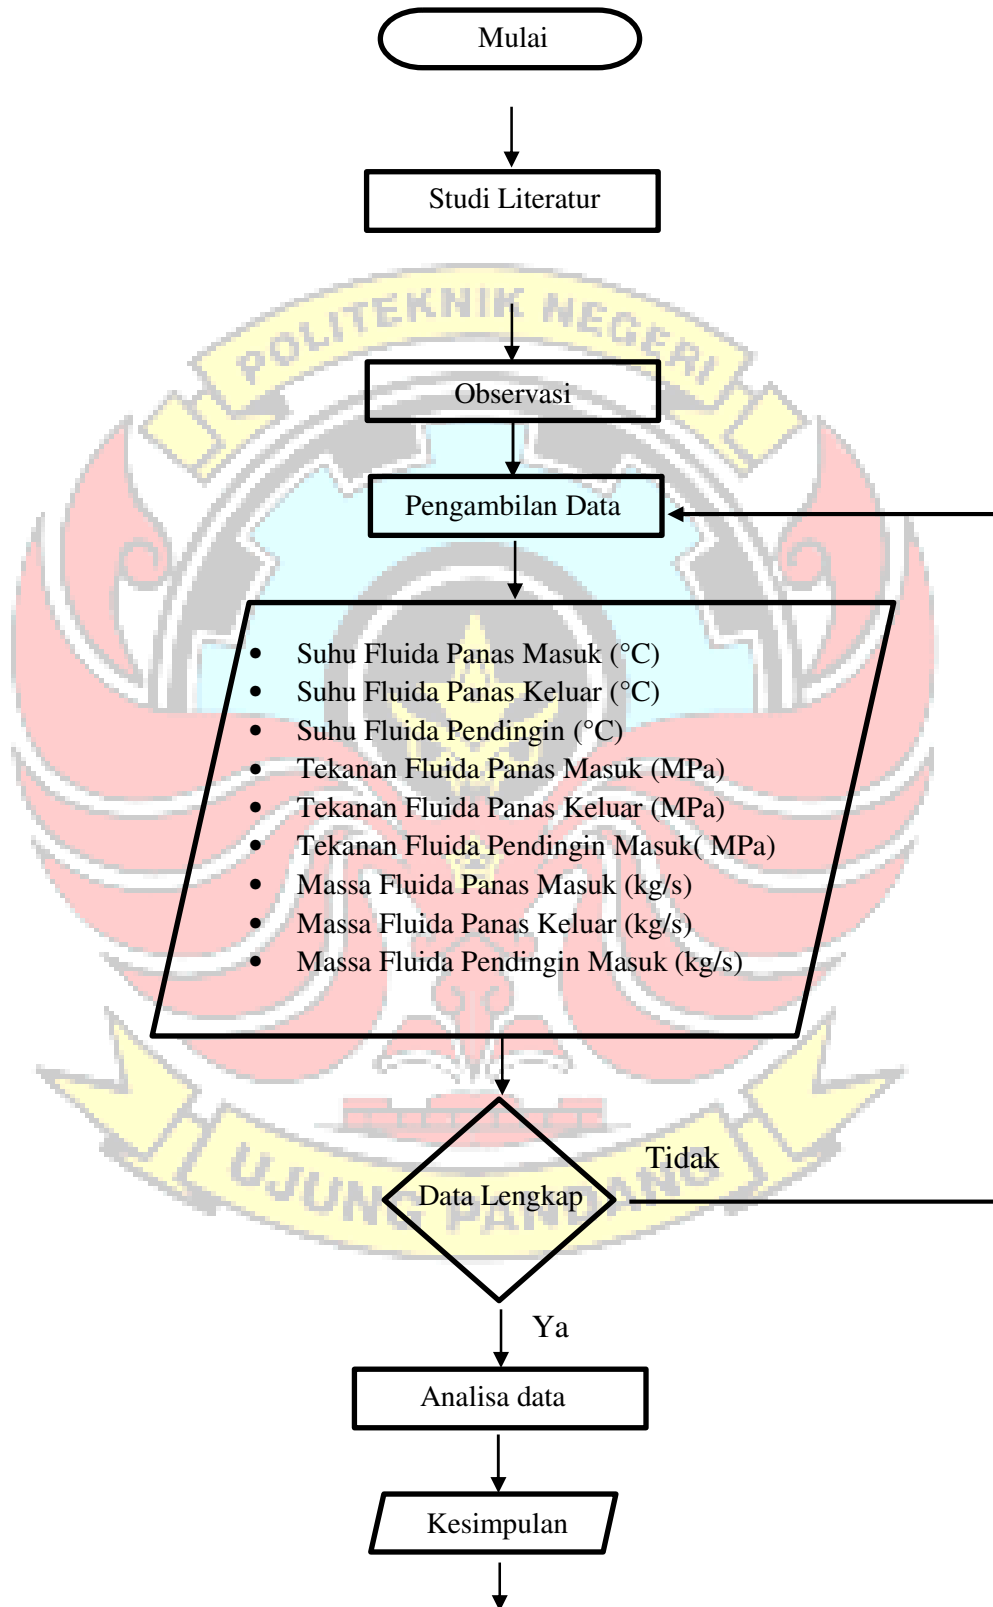 Mulai
Studi Literatur
POLITEKNIK NEGERI
Observasi
Pengambilan Data
• Suhu Fluida Panas Masuk (°C)
• Suhu Fluida Panas Keluar (°C)
• Suhu Fluida Pendingin (°C)
• Tekanan Fluida Panas Masuk (MPa)
• Tekanan Fluida Panas Keluar (MPa)
• Tekanan Fluida Pendingin Masuk( MPa)
• Massa Fluida Panas Masuk (kg/s)
• Massa Fluida Panas Keluar (kg/s)
• Massa Fluida Pendingin Masuk (kg/s)
Tidak
Data Lengkap
UJUNG PANDANG
Ya
Analisa data
Kesimpulan